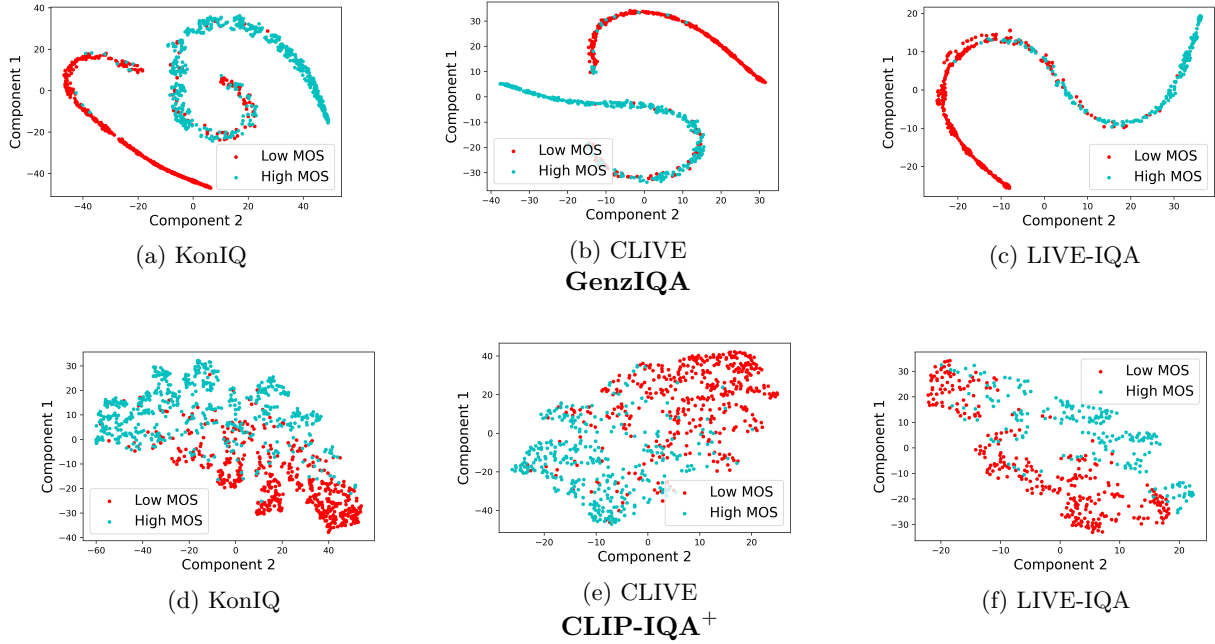 40
20
0
−20
−40
Component 1
Low MOS
High MOS
−40 −20 0 20 40
Component 2
(a) KonIQ
30
20
10
0
−10
−20
−30
Component 1
Low MOS
High MOS
−40 −30 −20 −10 0 10 20 30
Component 2
(b) CLIVE
20
10
0
−10
−20
Component 1
Low MOS
High MOS
−20 −10 0 10 20 30
Component 2
(c) LIVE-IQA
GenzIQA
30
20
10
0
−10
−20
−30
−40
Component 1
Low MOS
High MOS
−60 −40 −20 0 20 40
Component 2
(d) KonIQ
40
20
0
−20
−40
Component 1
Low MOS
High MOS
−20 −10 0 10 20
Component 2
(e) CLIVE
30
20
10
0
−10
−20
−30
Component 1
Low MOS
High MOS
−20 −10 0 10 20
Component 2
(f) LIVE-IQA
CLIP-IQA+